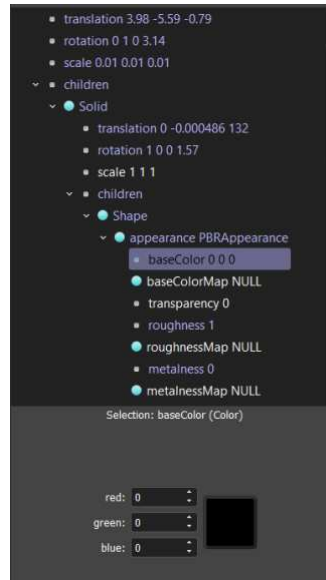 translation 3.98 -5.59 -0.79
rotation 0 1 0 3.14
scale 0.01 0.01 0.01
children
Solid
translation 0 -0.000486 132
rotation 1 0 0 1.57
scale 1 1 1
children
Shape
appearance PBRAppearance
baseColor 0 0 0
baseColorMap NULL
transparency 0
roughness 1
roughnessMap NULL
metalness 0
metalnessMap NULL
Selection: baseColor (Color)
red: 0
green: 0
blue: 0